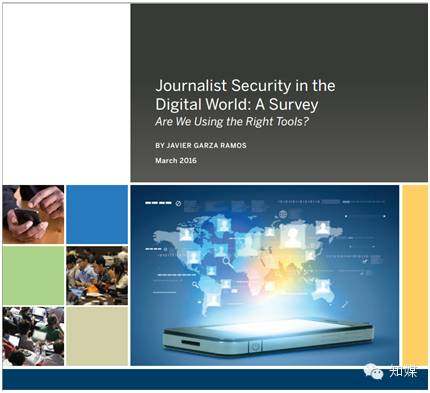 Journalist Security in the
Digital World: A Survey
Are We Using the Right Tools?
BY JAVIER GARZA RAMOS
March 2016
知媒